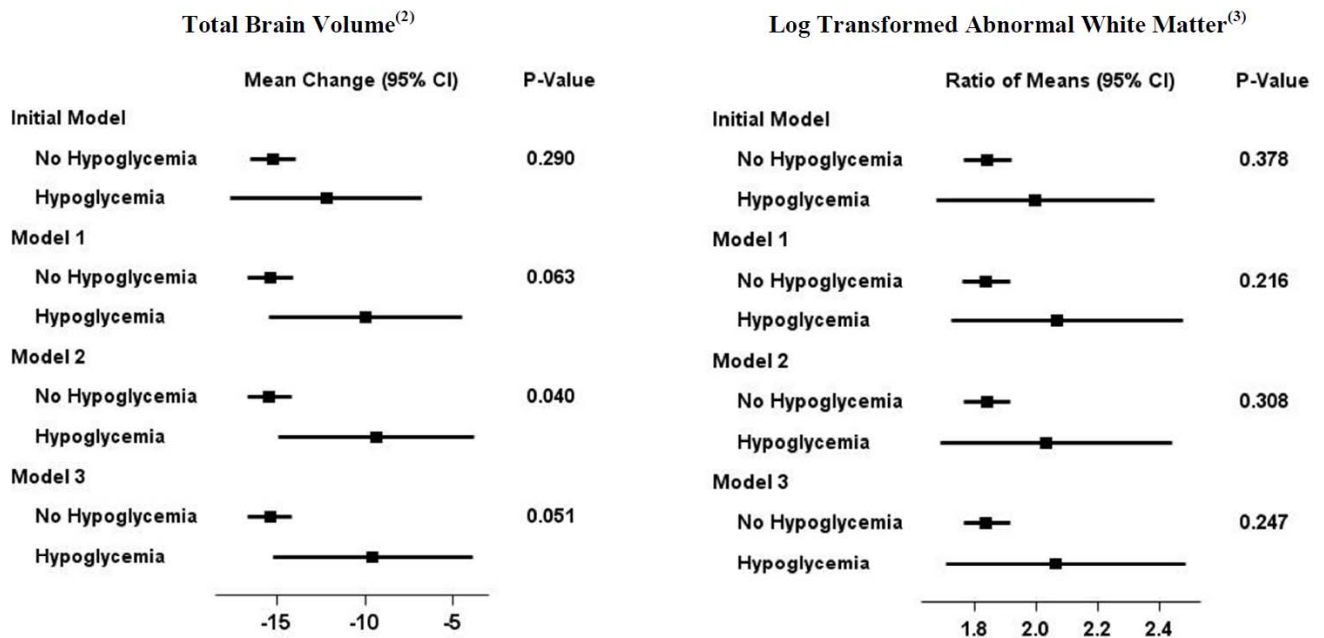 Total Brain Volume(2)
Mean Change (95% CI) P-Value
Initial Model
No Hypoglycemia 0.290
Hypoglycemia
Model 1
No Hypoglycemia 0.063
Hypoglycemia
Model 2
No Hypoglycemia 0.040
Hypoglycemia
Model 3
No Hypoglycemia 0.051
Hypoglycemia
-15 -10 -5
Log Transformed Abnormal White Matter(3)
Ratio of Means (95% CI) P-Value
Initial Model
No Hypoglycemia 0.378
Hypoglycemia
Model 1
No Hypoglycemia 0.216
Hypoglycemia
Model 2
No Hypoglycemia 0.308
Hypoglycemia
Model 3
No Hypoglycemia 0.247
Hypoglycemia
1.8 2.0 2.2 2.4